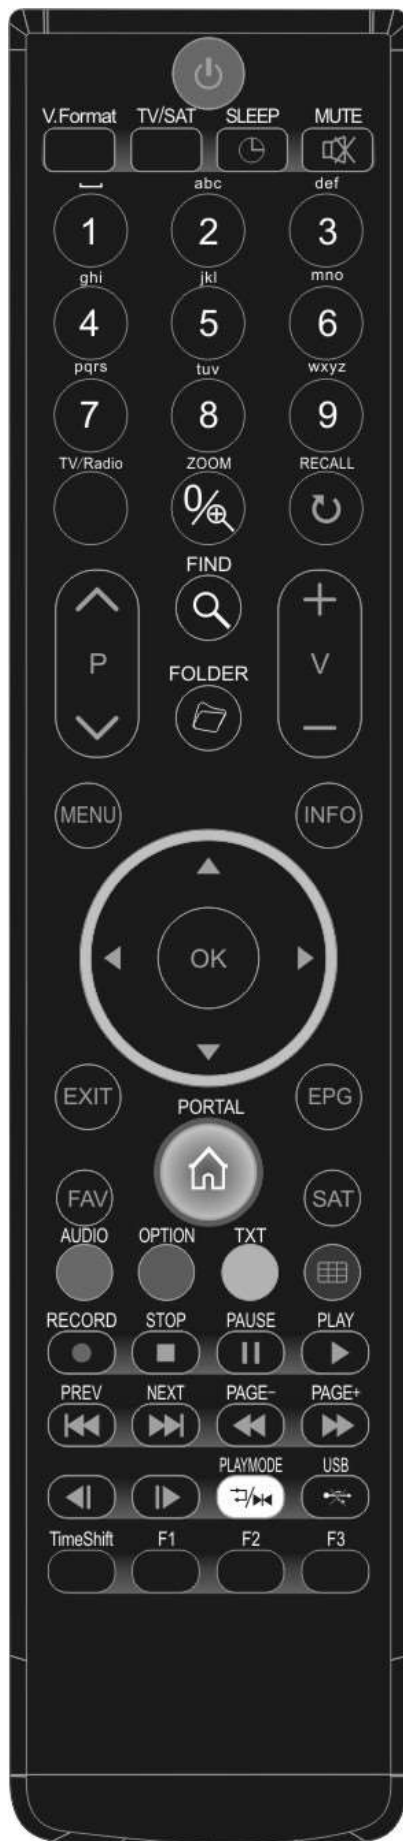 V.Format TV/SAT SLEEP MUTE
abc def
1 2 3
ghi jkl mno
4 5 6
pqrs tuv wxyz
7 8 9
TV/Radio ZOOM RECALL
0/
FIND
P V
FOLDER
MENU INFO
OK
EXIT EPG
PORTAL
FAV SAT
AUDIO OPTION TXT
RECORD STOP PAUSE PLAY
PREV NEXT PAGE- PAGE+
PLAYMODE USB
TimeShift F1 F2 F3